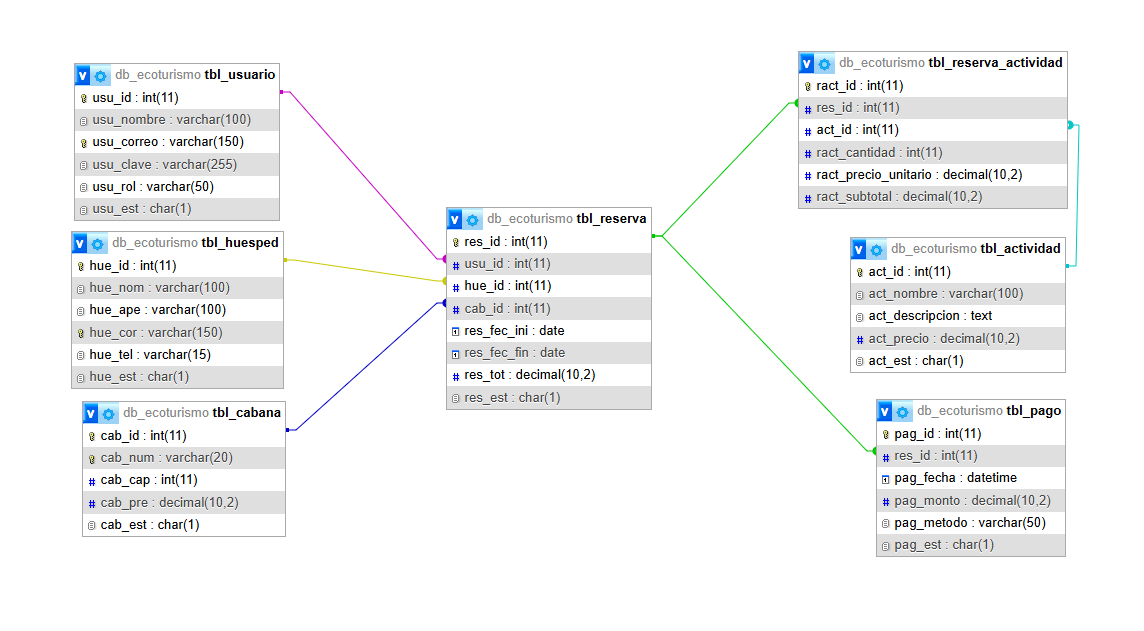 db_ecoturismo tbl_usuario
usu_id : int(11)
usu_nombre : varchar(100)
usu_correo : varchar(150)
usu_clave : varchar(255)
usu_rol : varchar(50)
usu_est : char(1)
db_ecoturismo tbl_huesped
hue_id : int(11)
hue_nom : varchar(100)
hue_ape : varchar(100)
hue_cor : varchar(150)
hue_tel : varchar(15)
hue_est : char(1)
db_ecoturismo tbl_cabana
cab_id : int(11)
cab_num : varchar(20)
cab_cap : int(11)
cab_pre : decimal(10,2)
cab_est : char(1)
db_ecoturismo tbl_reserva
res_id : int(11)
usu_id : int(11)
hue_id : int(11)
cab_id : int(11)
res_fec_ini : date
res_fec_fin : date
res_tot : decimal(10,2)
res_est : char(1)
db_ecoturismo tbl_reserva_actividad
ract_id : int(11)
res_id : int(11)
act_id : int(11)
ract_cantidad : int(11)
ract_precio_unitario : decimal(10,2)
ract_subtotal : decimal(10,2)
db_ecoturismo tbl_actividad
act_id : int(11)
act_nombre : varchar(100)
act_descripcion : text
act_precio : decimal(10,2)
act_est : char(1)
db_ecoturismo tbl_pago
pag_id : int(11)
res_id : int(11)
pag_fecha : datetime
pag_monto : decimal(10,2)
pag_metodo : varchar(50)
pag_est : char(1)